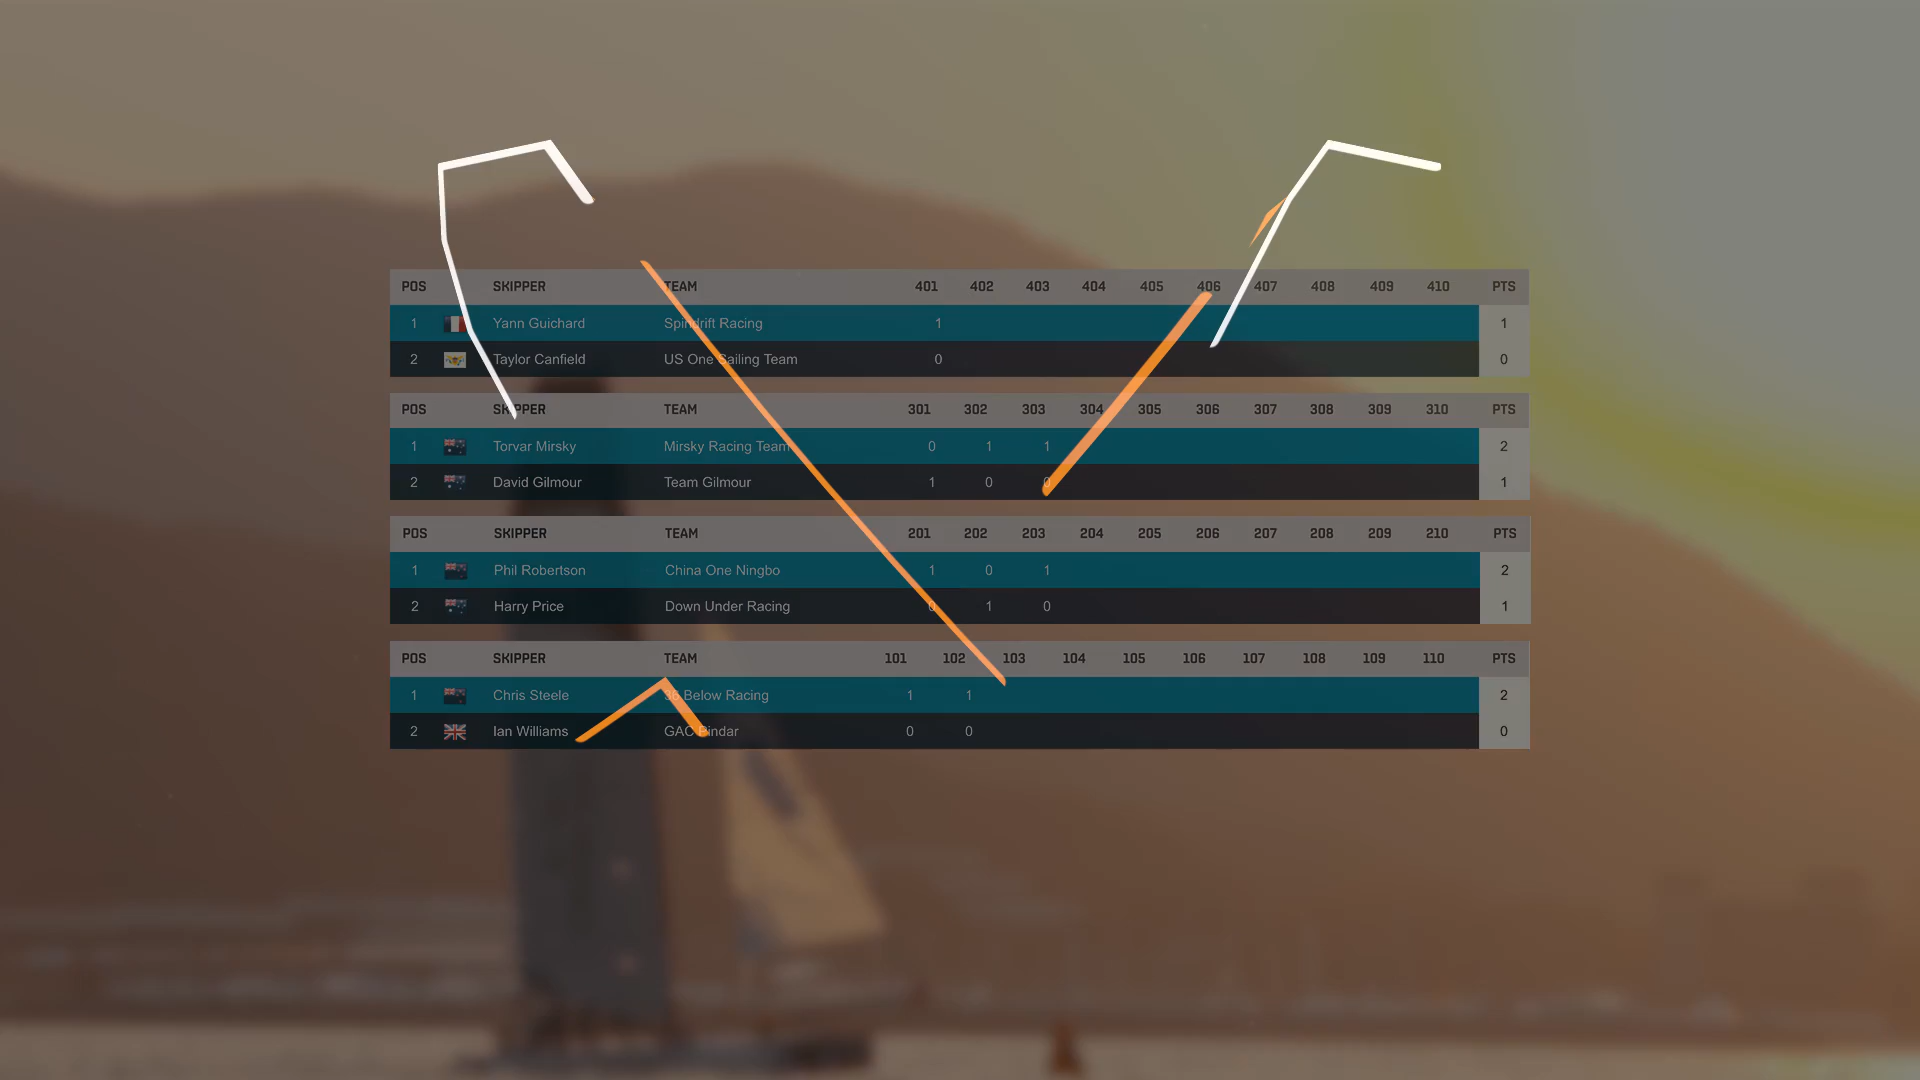 POS SKIPPER TEAM 401 402 403 404 405 406 407 408 409 410 PTS
1 Yann Guichard Spindrift Racing 1 1
2 Taylor Canfield US One Sailing Team 0 0
POS SKIPPER TEAM 301 302 303 304 305 306 307 308 309 310 PTS
1 Torvar Mirsky Mirsky Racing Team 0 1 1 2
2 David Gilmour Team Gilmour 1 0 0 1
POS SKIPPER TEAM 201 202 203 204 205 206 207 208 209 210 PTS
1 Phil Robertson China One Ningbo 1 0 1 2
2 Harry Price Down Under Racing 0 1 0 1
POS SKIPPER TEAM 101 102 103 104 105 106 107 108 109 110 PTS
1 Chris Steele 36 Below Racing 1 1 2
2 Ian Williams GAC Pindar 0 0 0